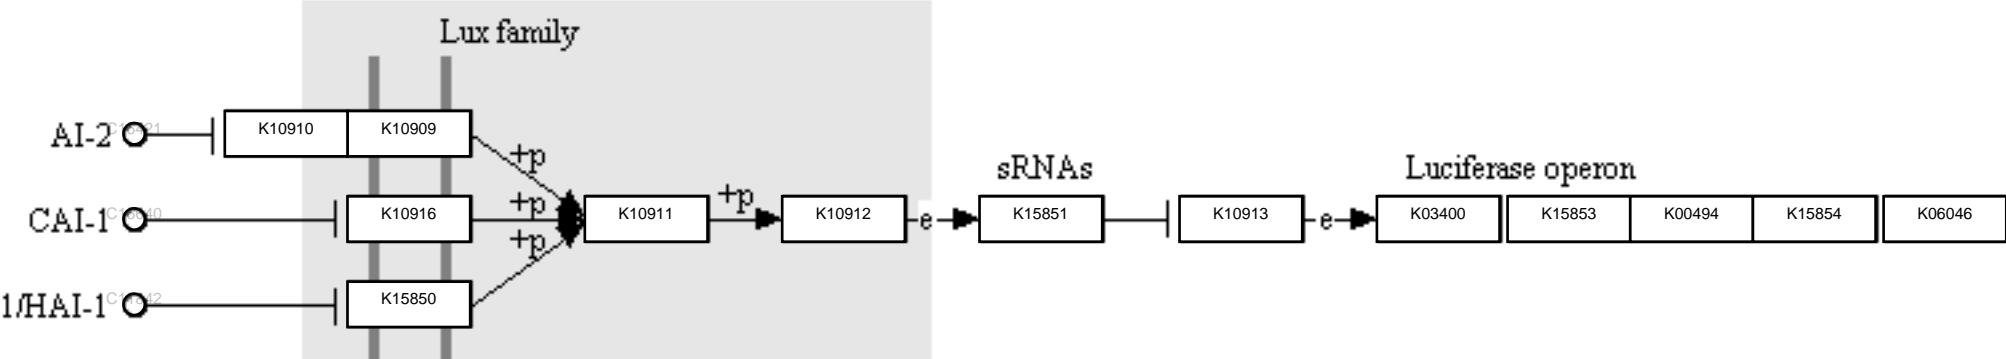 Lux family
AI-2
K10910
K10909
+p
sRNAs
Luciferase operon
CAI-1
K10916
+p
K10911
+p
K10912
e
K15851
K10913
e
K03400
K15853
K00494
K15854
K06046
+p
1/HAI-1
K15850